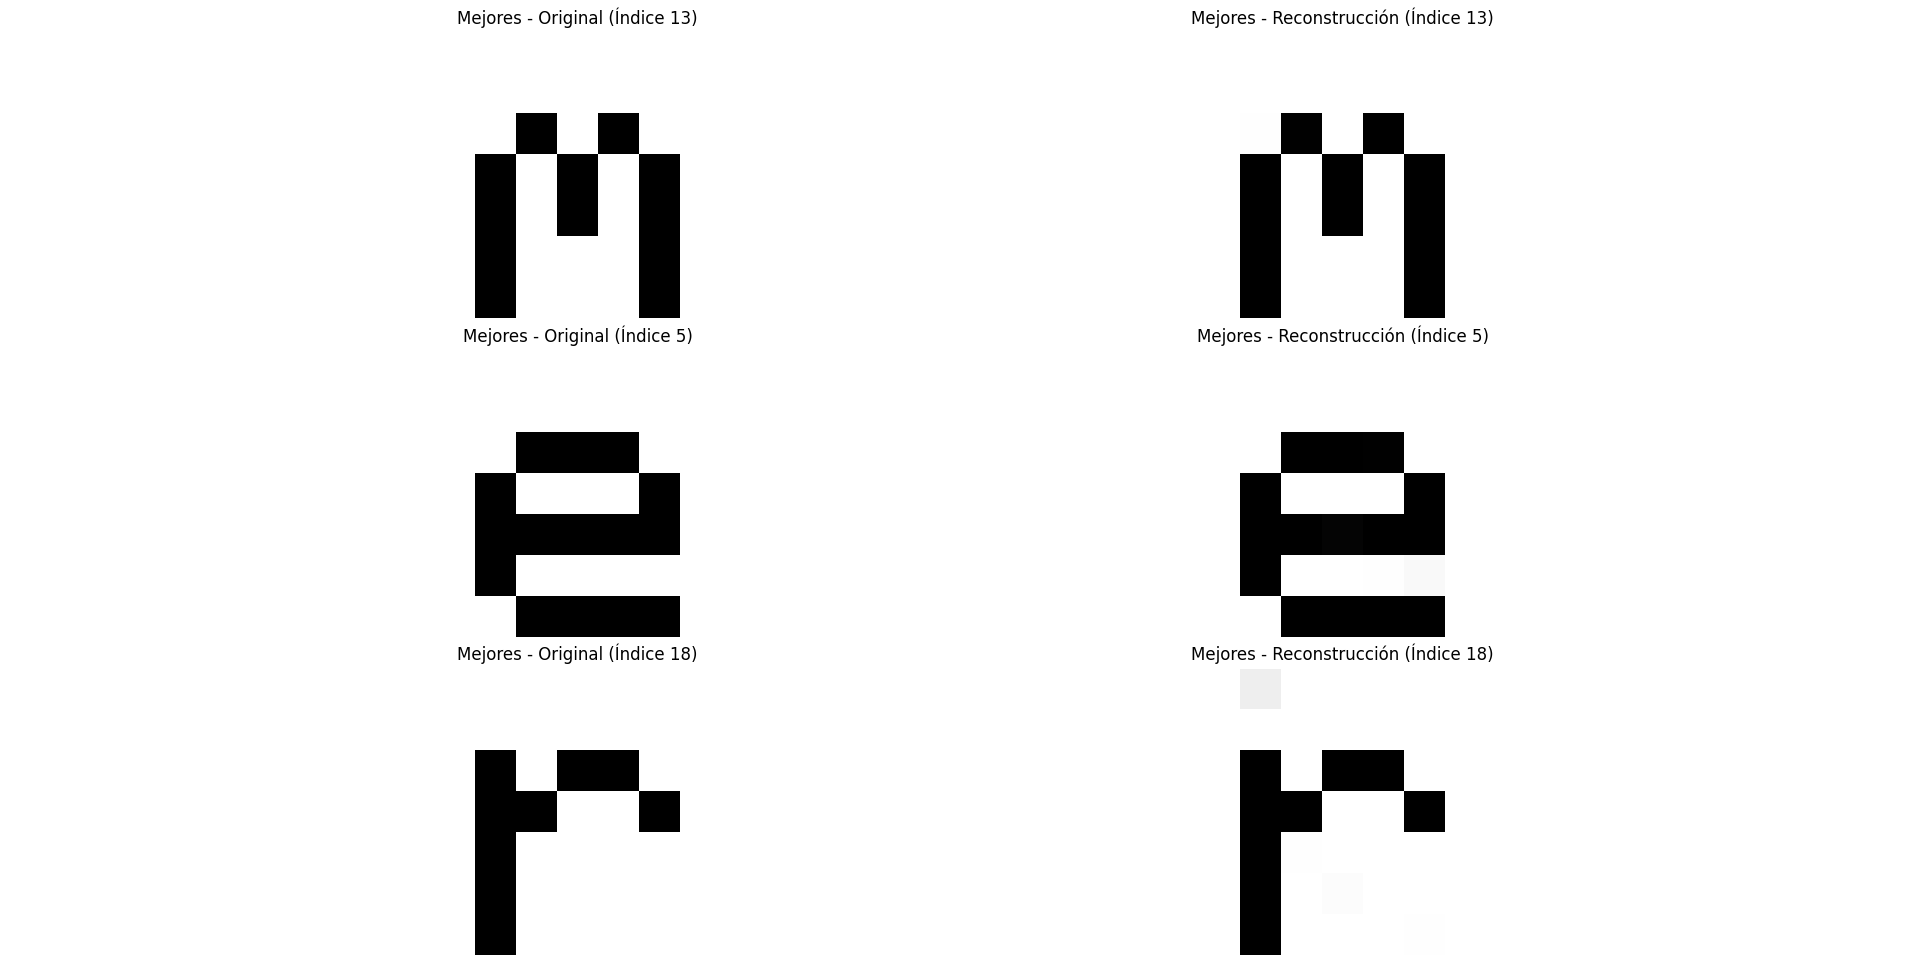 Mejores - Original (Índice 13) Mejores - Reconstrucción (Índice 13)
m m
Mejores - Original (Índice 5) Mejores - Reconstrucción (Índice 5)
e e
Mejores - Original (Índice 18) Mejores - Reconstrucción (Índice 18)
r r